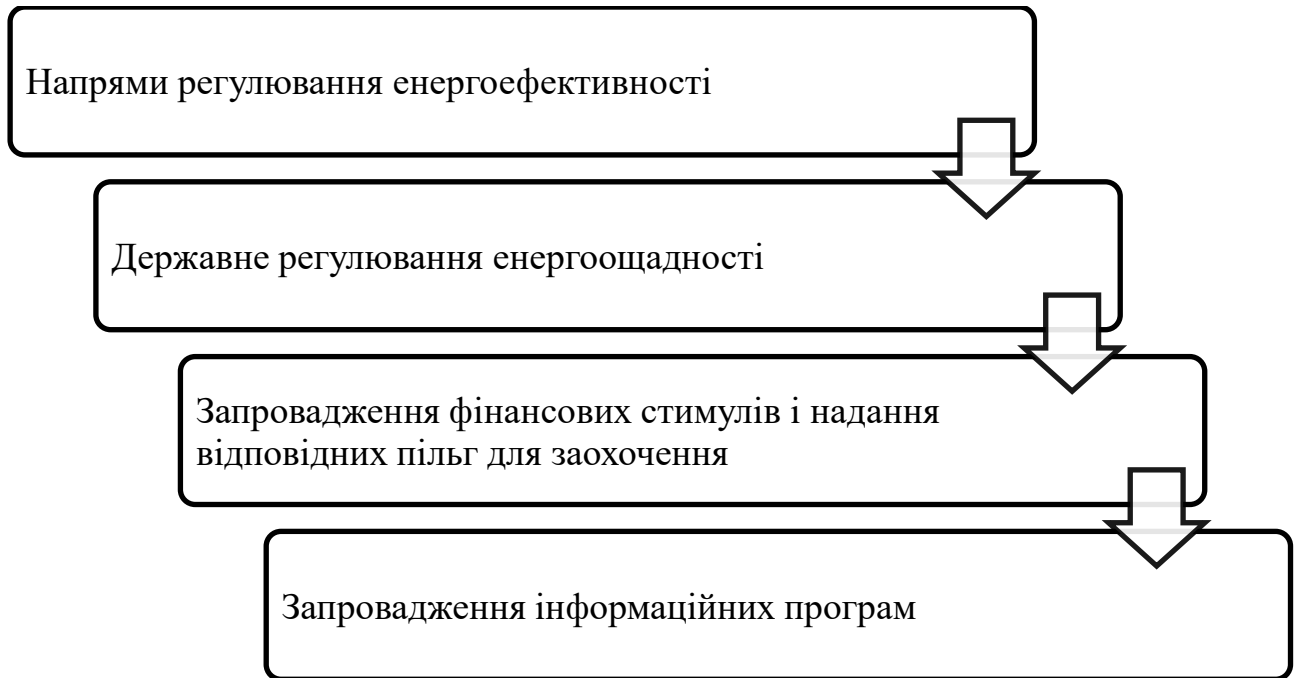 Напрями регулювання енергоефективності
Державне регулювання енергоощадності
Запровадження фінансових стимулів і надання
відповідних пільг для заохочення
Запровадження інформаційних програм